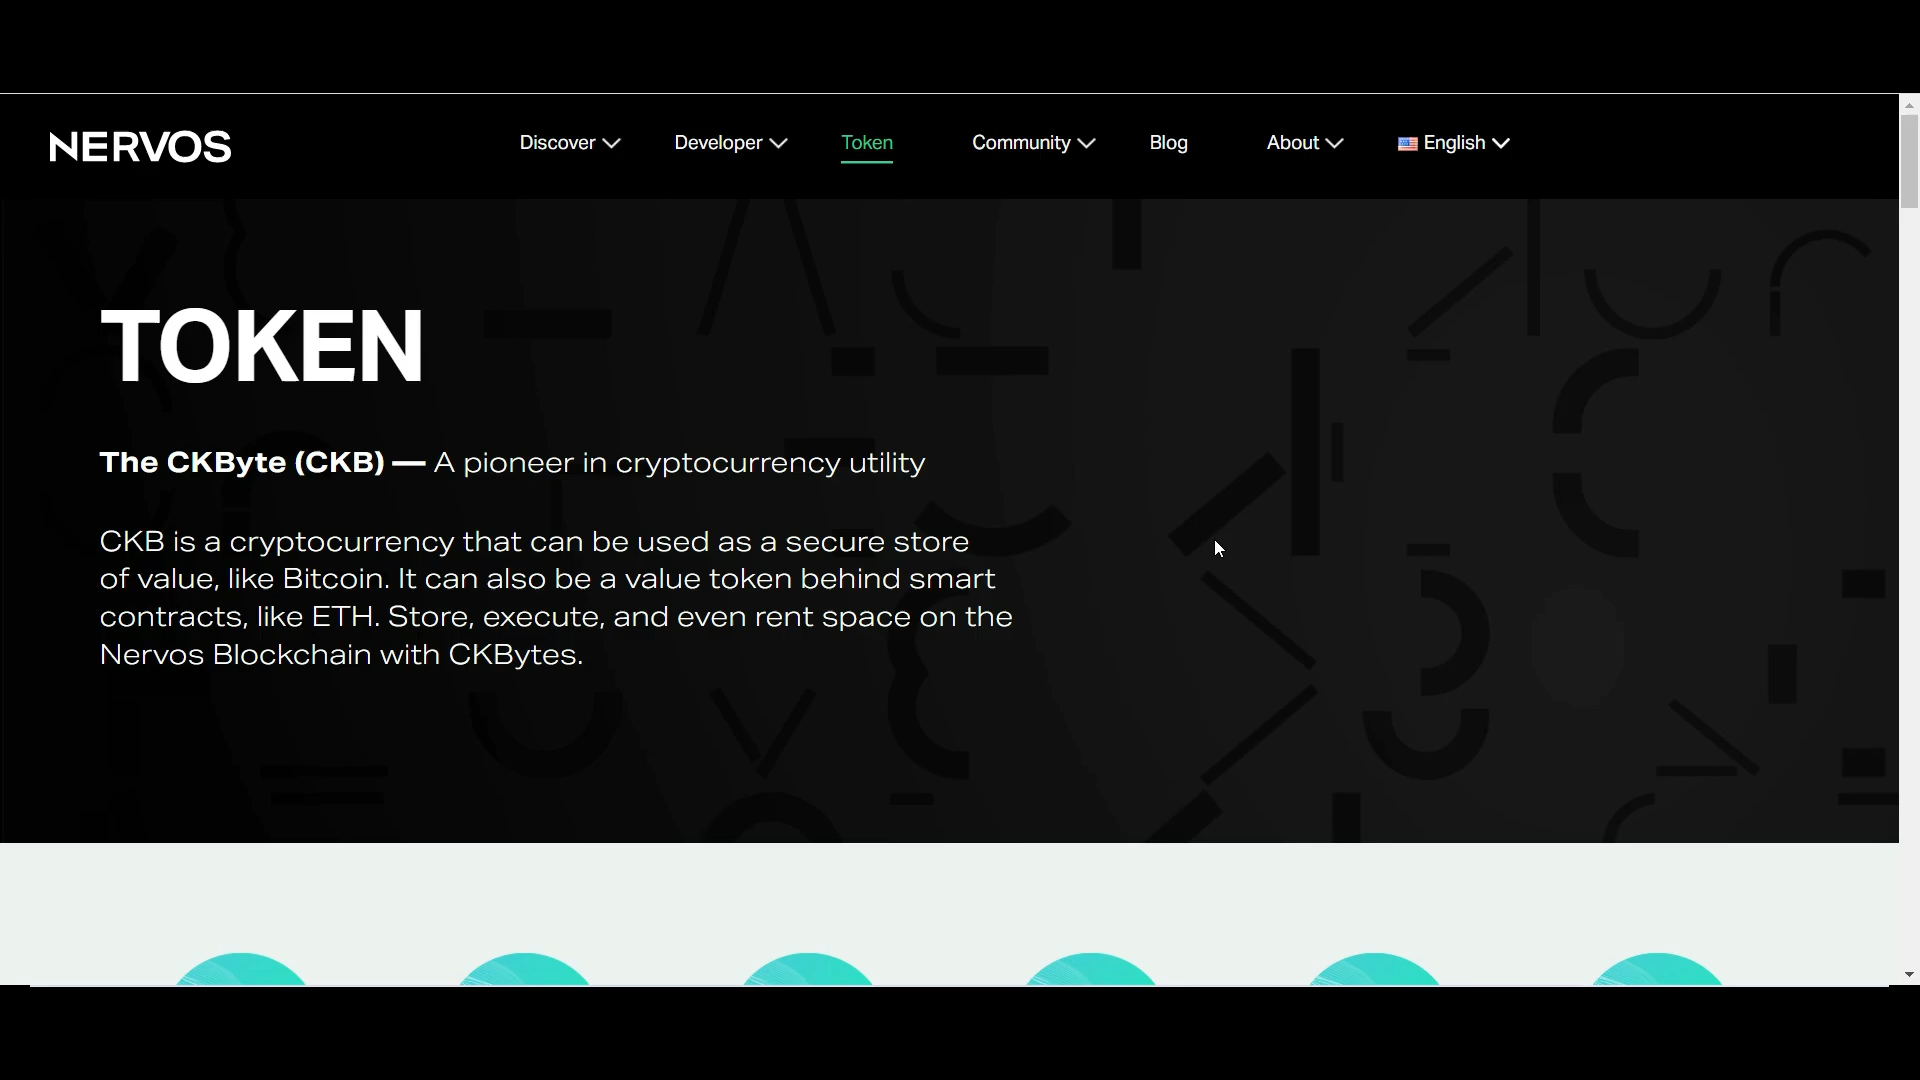 NERVOS
Discover
Developer
Token
Community
Blog
About
English
TOKEN
The CKByte (CKB) — A pioneer in cryptocurrency utility
CKB is a cryptocurrency that can be used as a secure store
of value, like Bitcoin. It can also be a value token behind smart
contracts, like ETH. Store, execute, and even rent space on the
Nervos Blockchain with CKBytes.